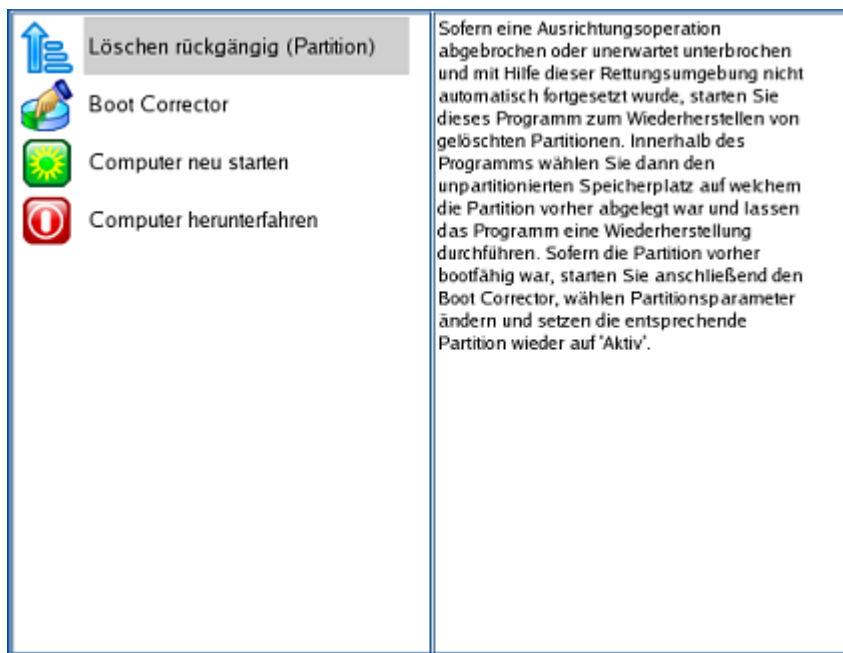 Löschen rückgängig (Partition)
Boot Corrector
Computer neu starten
Computer herunterfahren
Sofern eine Ausrichtungsoperation
abgebrochen oder unerwartet unterbrochen
und mit Hilfe dieser Rettungsumgebung nicht
automatisch fortgesetzt wurde, starten Sie
dieses Programm zum Wiederherstellen von
gelöschten Partitionen. Innerhalb des
Programms wählen Sie dann den
unpartitionierten Speicherplatz auf welchem
die Partition vorher abgelegt war und lassen
das Programm eine Wiederherstellung
durchführen. Sofern die Partition vorher
bootfähig war, starten Sie anschließend den
Boot Corrector, wählen Partitionsparameter
ändern und setzen die entsprechende
Partition wieder auf 'Aktiv'.